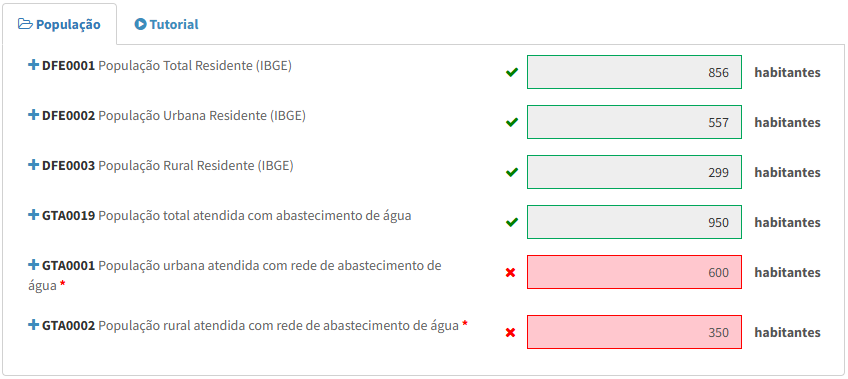 População Tutorial
DFE0001 População Total Residente (IBGE) 856 habitantes
DFE0002 População Urbana Residente (IBGE) 557 habitantes
DFE0003 População Rural Residente (IBGE) 299 habitantes
GTA0019 População total atendida com abastecimento de água 950 habitantes
GTA0001 População urbana atendida com rede de abastecimento de
água * 600 habitantes
GTA0002 População rural atendida com rede de abastecimento de água * 350 habitantes